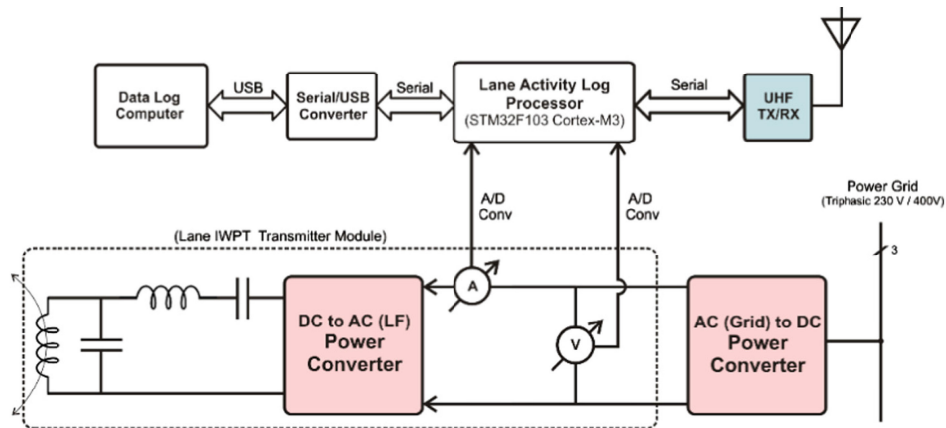 Data Log
Computer
USB
Serial/USB
Converter
Serial
Lane Activity Log
Processor
(STM32F103 Cortex-M3)
Serial
UHF
TX/RX
A/D
Conv
A/D
Conv
Power Grid
(Triphasic 230 V / 400V)
3
(Lane IWPT Transmitter Module)
A
V
DC to AC (LF)
Power
Converter
AC (Grid) to DC
Power
Converter